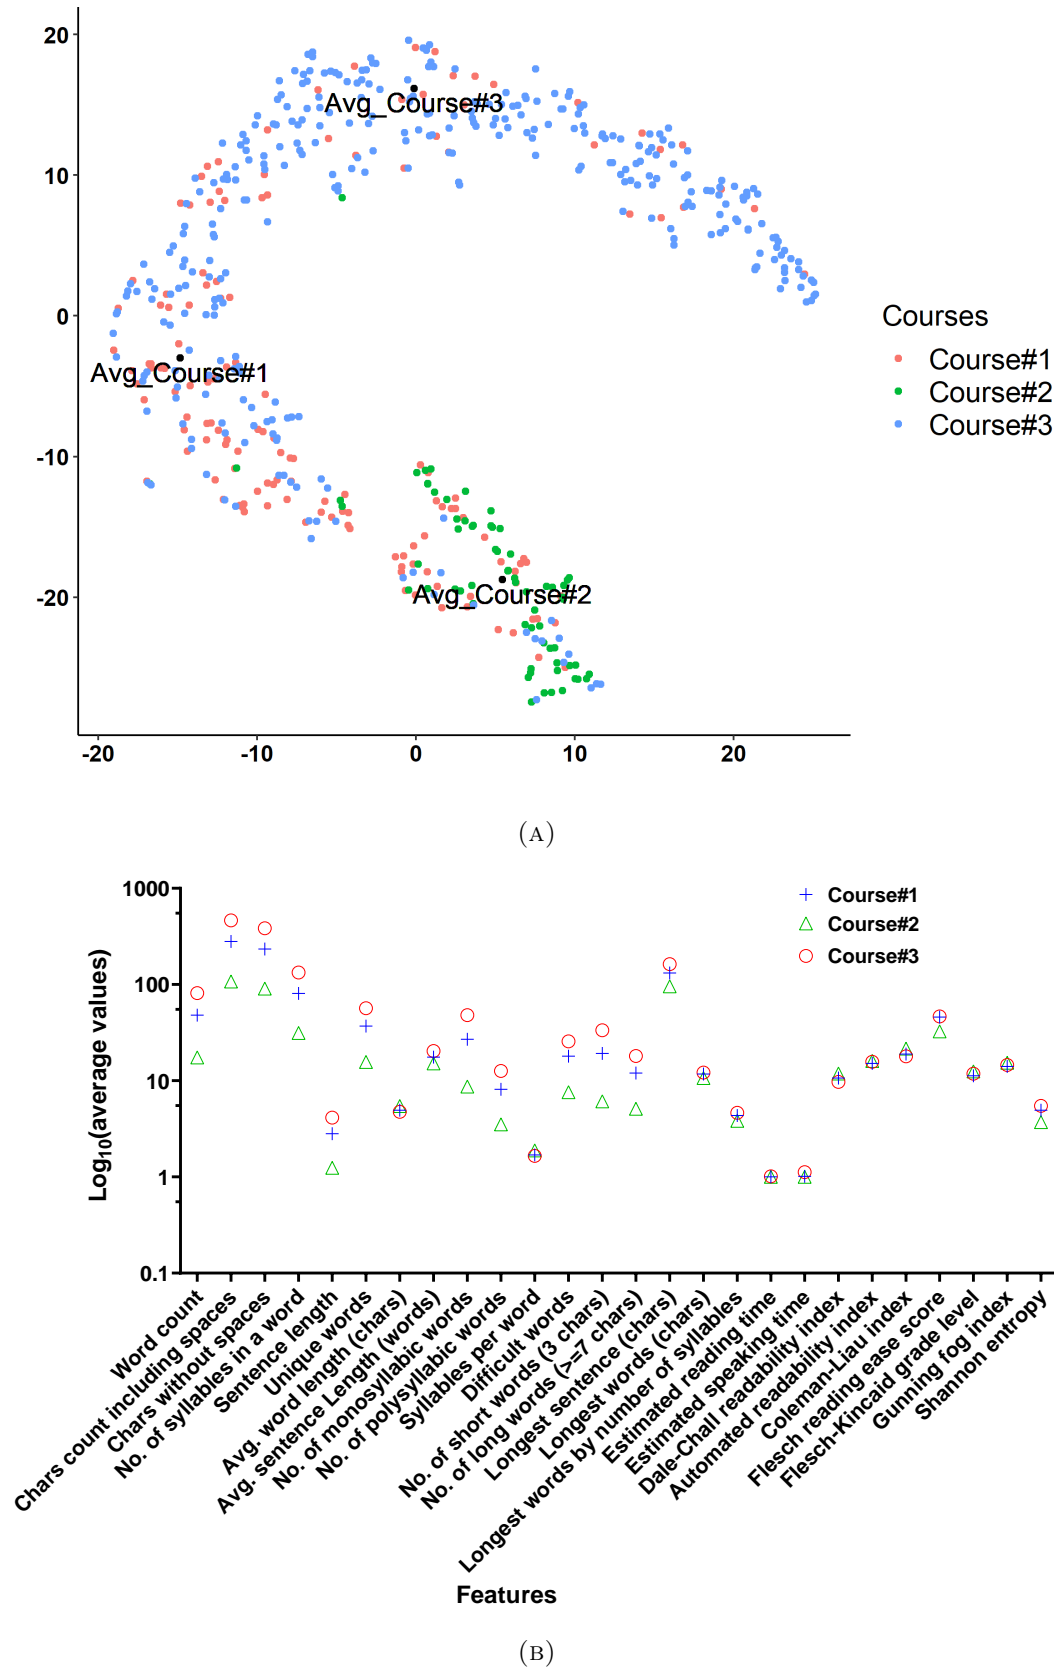 20
10
0
-10
-20
-20 -10 0 10 20
Avg_Course#3
Avg_Course#1
Avg_Course#2
Courses
Course#1
Course#2
Course#3
(A)
1000
100
10
1
0.1
Log10(average values)
Course#1
Course#2
Course#3
Word count
Chars count including spaces
Chars without spaces
No. of syllables in a word
Sentence length
Unique words
Avg. word length (chars)
Avg. sentence Length (words)
No. of monosyllabic words
No. of polysyllabic words
Syllables per word
Difficult words
No. of short words (3 chars)
No. of long words (>=7 chars)
Longest sentence (chars)
Longest words (chars)
Longest words by number of syllables
Estimated reading time
Estimated speaking time
Dale-Chall readability index
Automated readability index
Coleman-Liau index
Flesch reading ease score
Flesch-Kincaid grade level
Gunning fog index
Shannon entropy
Features
(B)